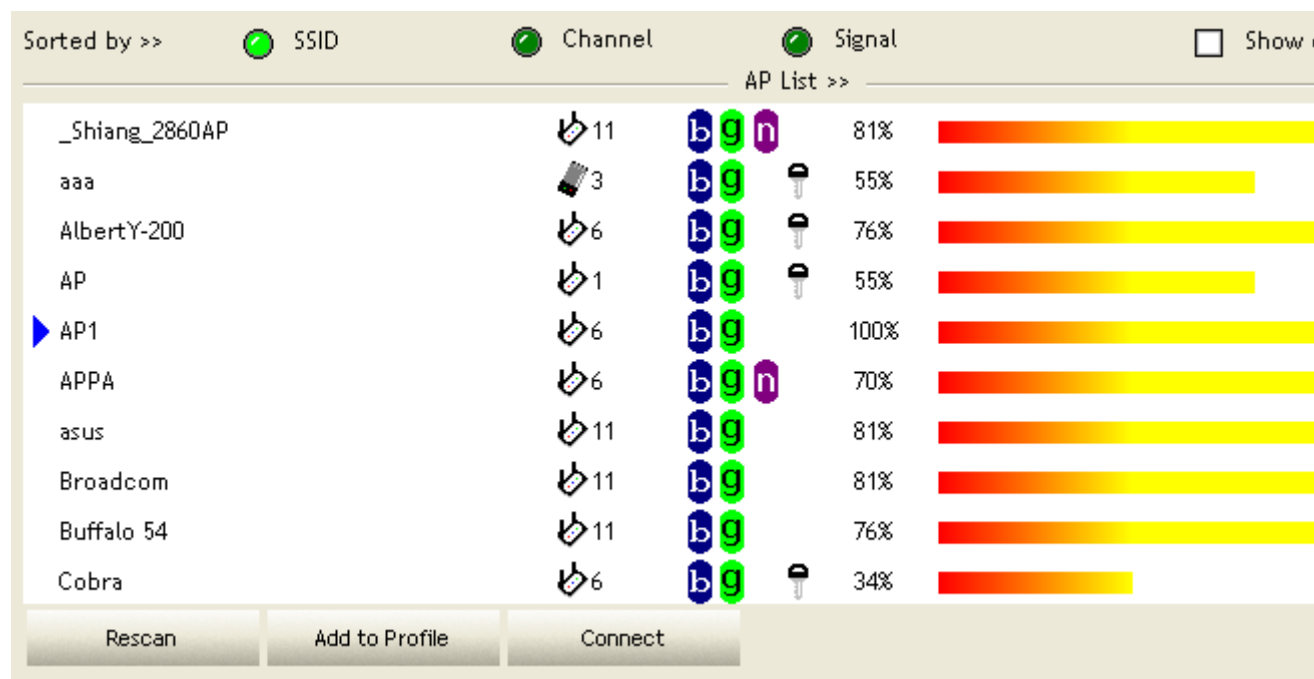 Sorted by >> SSID Channel Signal Show
AP List >>
_Shiang_2860AP 11 b g n 81%
aaa 3 b g 55%
AlbertY-200 6 b g 76%
AP 1 b g 55%
AP1 6 b g 100%
APPA 6 b g n 70%
asus 11 b g 81%
Broadcom 11 b g 81%
Buffalo 54 11 b g 76%
Cobra 6 b g 34%
Rescan Add to Profile Connect